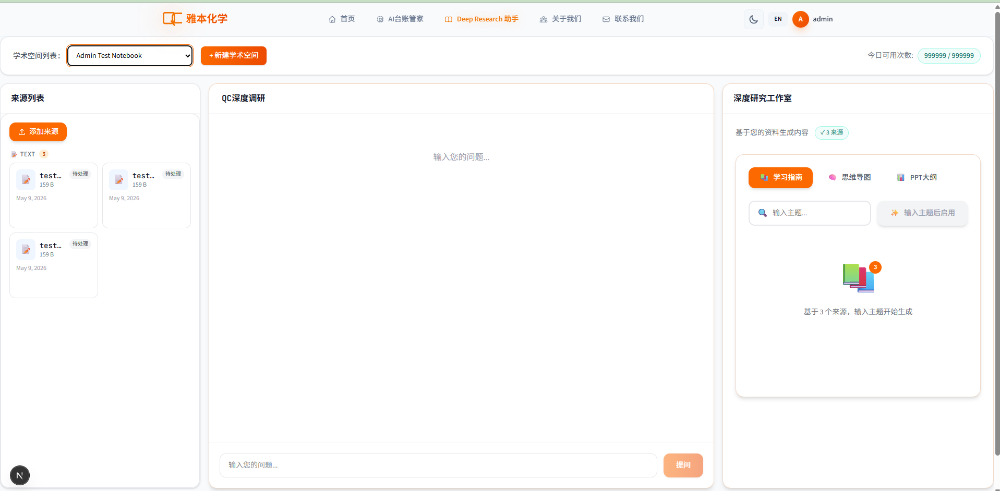 雅本化学
首页
AI台账管家
Deep Research 助手
关于我们
联系我们
EN
A
admin
学术空间列表：
Admin Test Notebook
+ 新建学术空间
今日可用次数:
999999 / 999999
来源列表
添加来源
TEXT 3
test...
待处理
159 B
May 9, 2026
test...
待处理
159 B
May 9, 2026
test...
待处理
159 B
May 9, 2026
N
QC深度调研
输入您的问题...
输入您的问题...
提问
深度研究工作室
基于您的资料生成内容
✓ 3 来源
学习指南
思维导图
PPT大纲
输入主题...
输入主题后启用
3
基于 3 个来源，输入主题开始生成